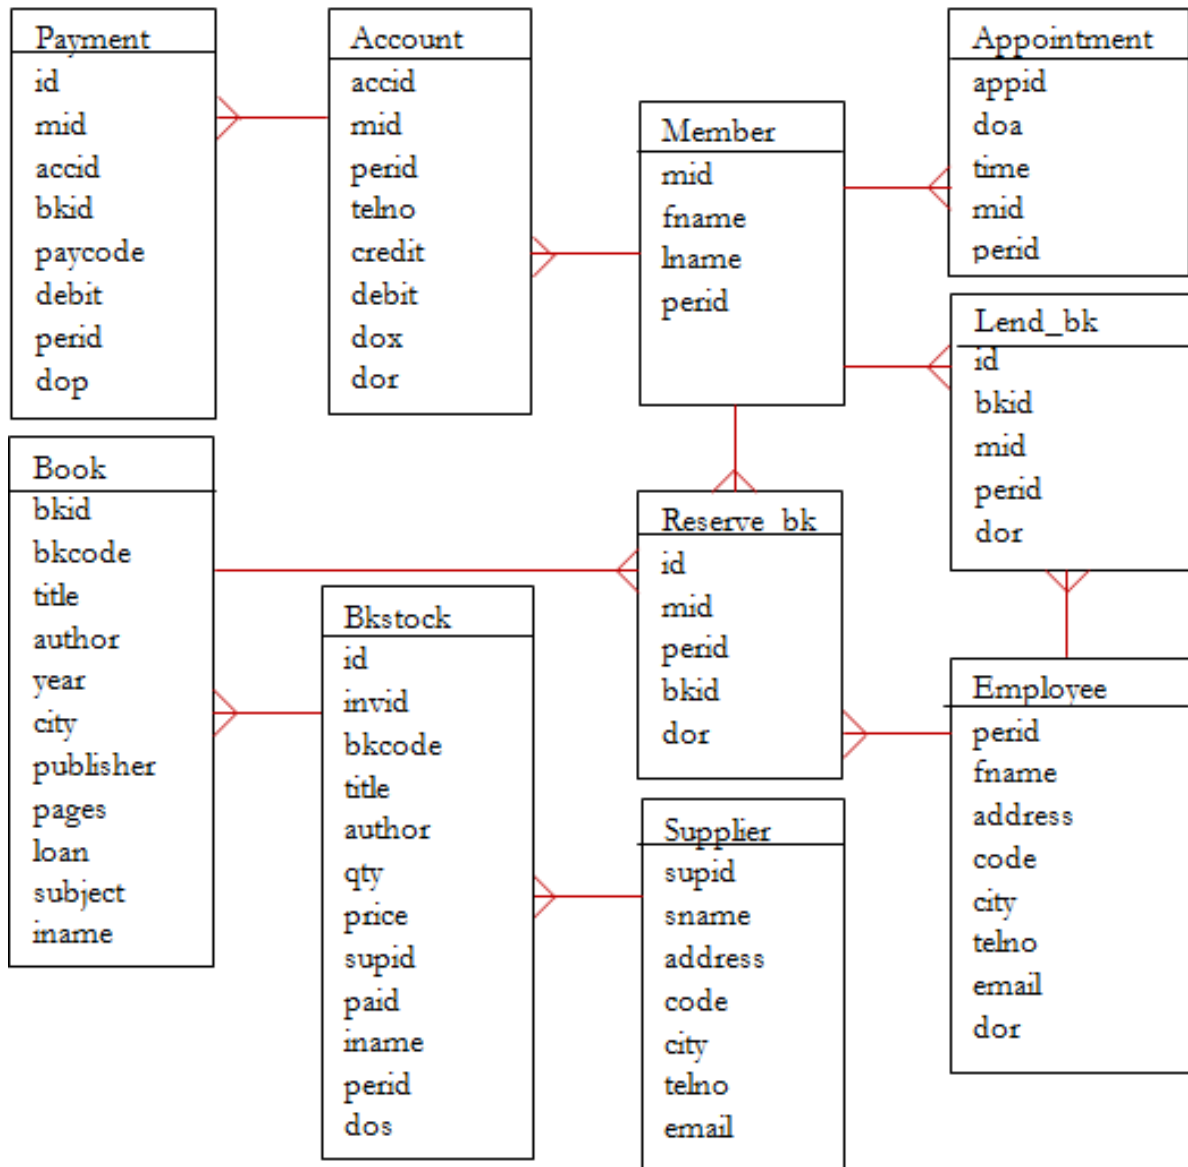 Payment
id
mid
accid
bkid
paycode
debit
perid
dop
Account
accid
mid
perid
telno
credit
debit
dox
dor
Member
mid
fname
lname
perid
Appointment
appid
doa
time
mid
perid
Lend_bk
id
bkid
mid
perid
dor
Book
bkid
bkcode
title
author
year
city
publisher
pages
loan
subject
iname
Bkstock
id
invid
bkcode
title
author
qty
price
supid
paid
iname
perid
dos
Reserve_bk
id
mid
perid
bkid
dor
Supplier
supid
sname
address
code
city
telno
email
Employee
perid
fname
address
code
city
telno
email
dor